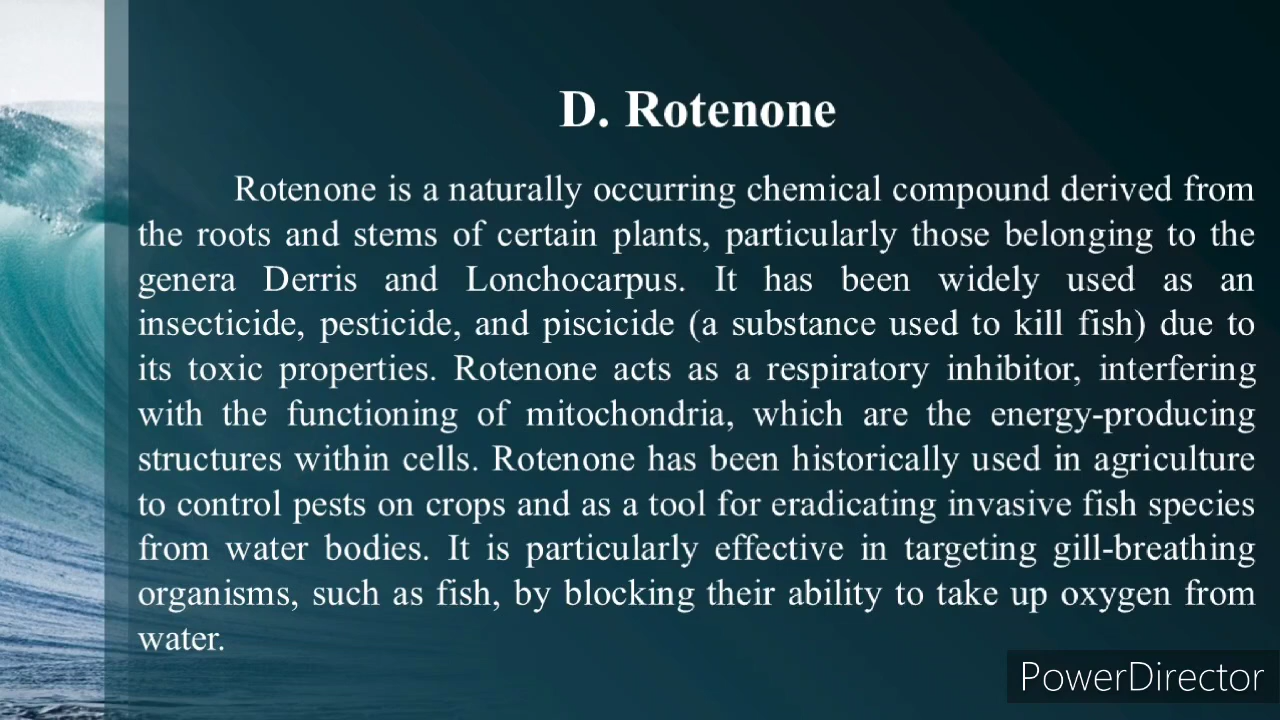 D. Rotenone
Rotenone is a naturally occurring chemical compound derived from
the roots and stems of certain plants, particularly those belonging to the
genera Derris and Lonchocarpus. It has been widely used as an
insecticide, pesticide, and piscicide (a substance used to kill fish) due to
its toxic properties. Rotenone acts as a respiratory inhibitor, interfering
with the functioning of mitochondria, which are the energy-producing
structures within cells. Rotenone has been historically used in agriculture
to control pests on crops and as a tool for eradicating invasive fish species
from water bodies. It is particularly effective in targeting gill-breathing
organisms, such as fish, by blocking their ability to take up oxygen from
water.
PowerDirector